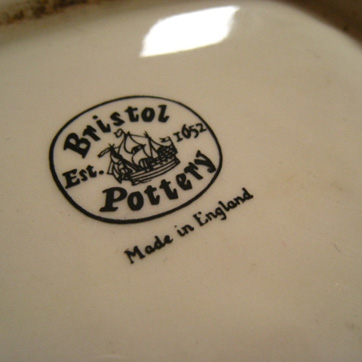 Bristol
Est. 1652
Pottery
Made in England